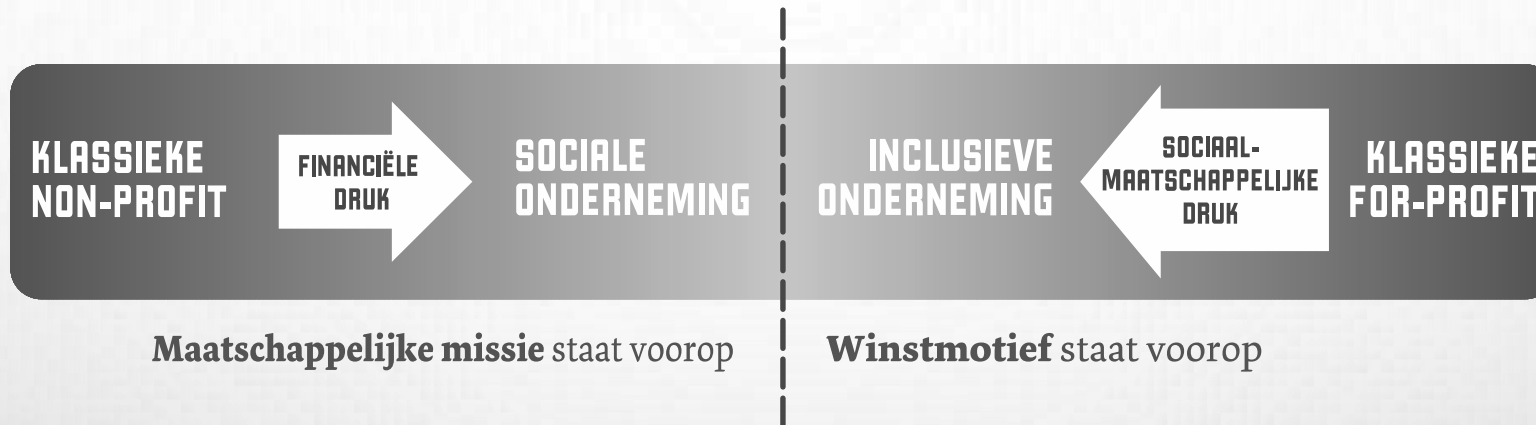 KLASSIEKE
NON-PROFIT
FINANCIËLE
DRUK
SOCIALE
ONDERNEMING
INCLUSIEVE
ONDERNEMING
SOCIAAL-
MAATSCHAPPELIJKE
DRUK
KLASSIEKE
FOR-PROFIT
Maatschappelijke missie staat voorop
Winstmotief staat voorop